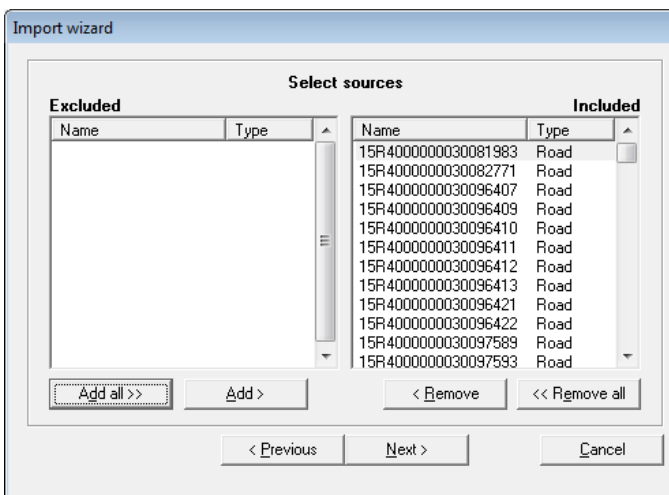 Import wizard
Select sources
Excluded Included
Name Type Name Type
15R4000000030081983 Road
15R4000000030082771 Road
15R4000000030096407 Road
15R4000000030096409 Road
15R4000000030096410 Road
15R4000000030096411 Road
15R4000000030096412 Road
15R4000000030096413 Road
15R4000000030096421 Road
15R4000000030096422 Road
15R4000000030097589 Road
15R4000000030097593 Road
Add all >> Add > < Remove << Remove all
< Previous Next > Cancel